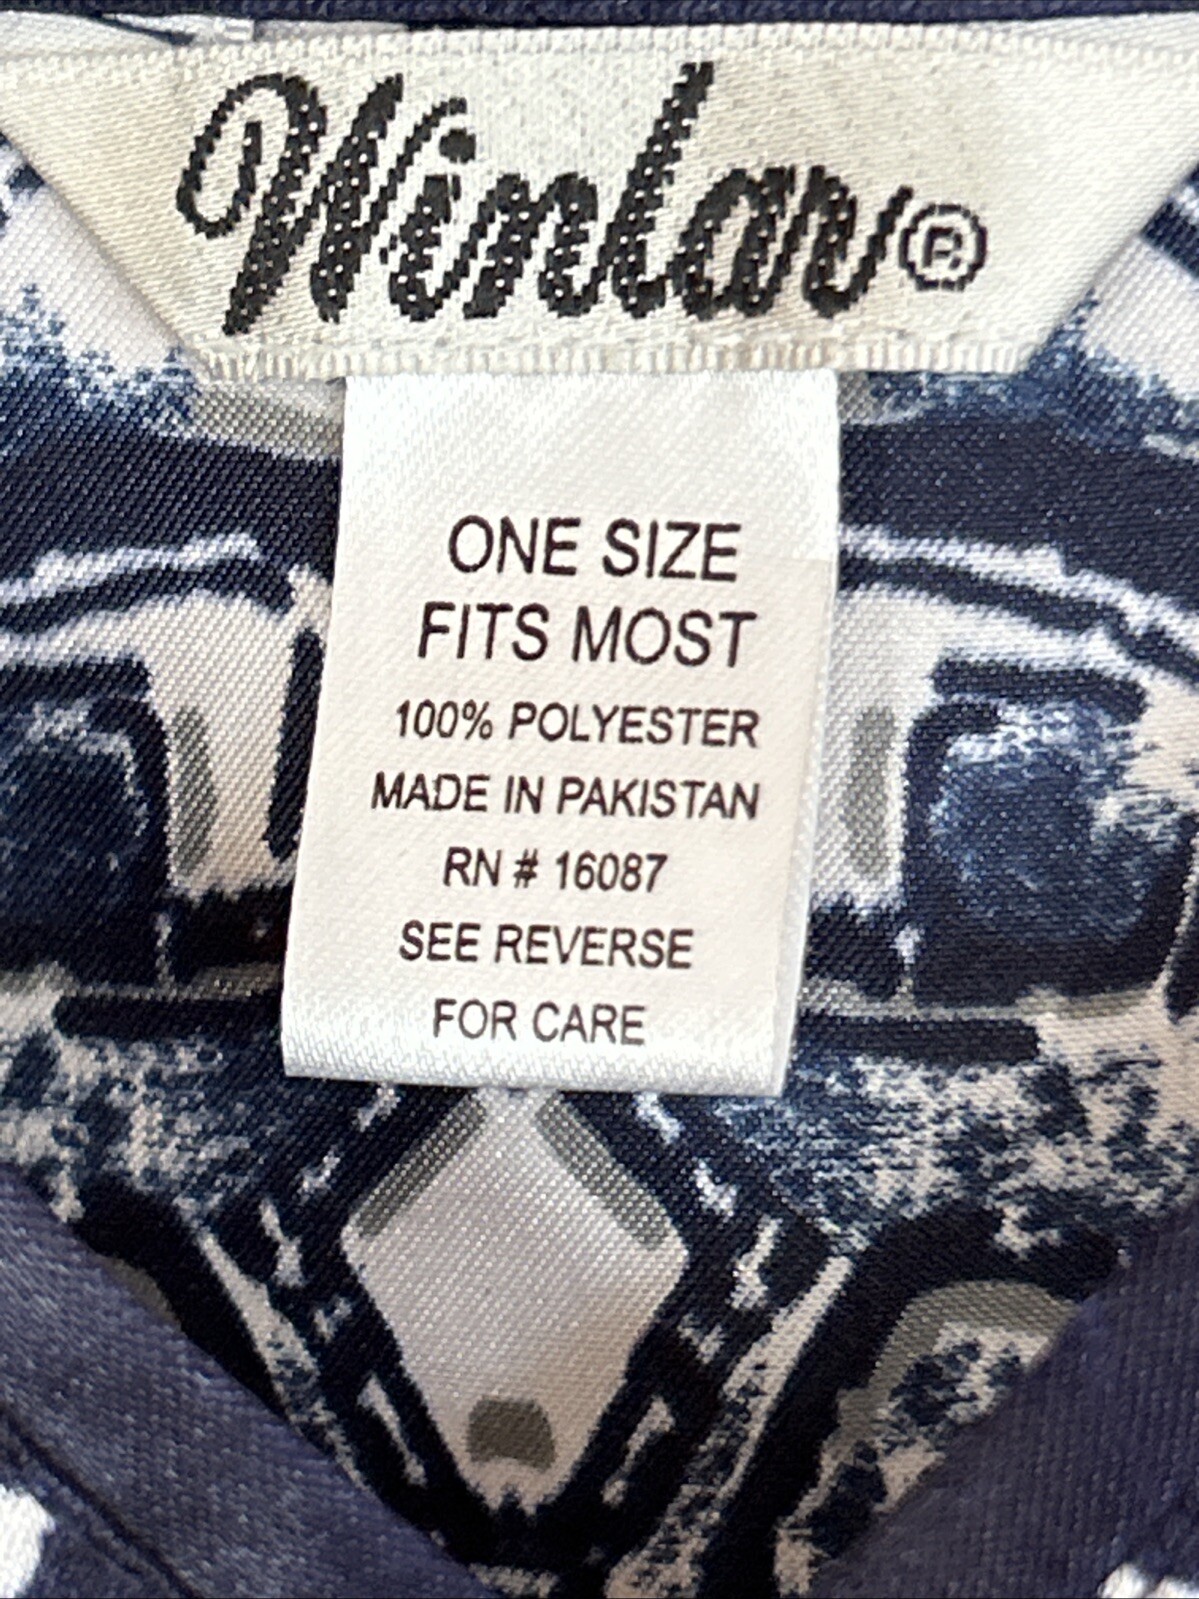 Winlar®
ONE SIZE
FITS MOST
100% POLYESTER
MADE IN PAKISTAN
RN # 16087
SEE REVERSE
FOR CARE